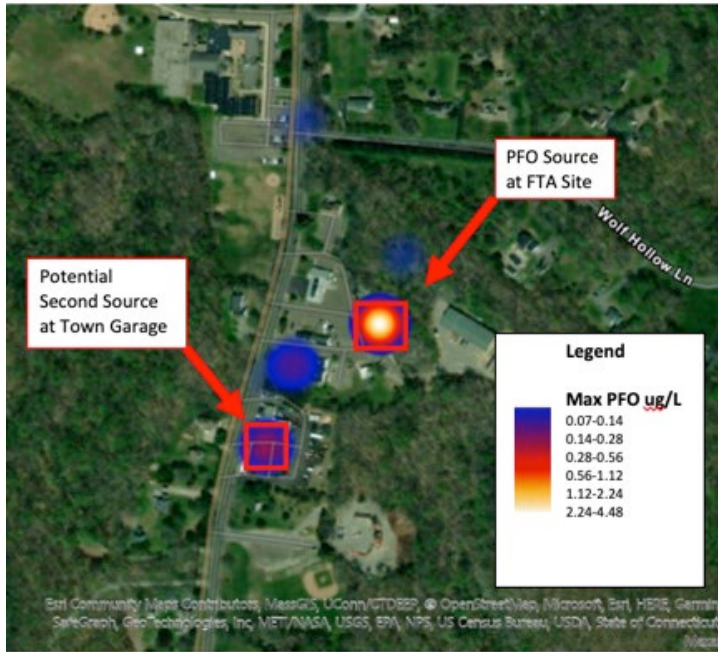 PFO Source
at FTA Site
Wolf Hollow Ln
Potential
Second Source
at Town Garage
Legend
Max PFO ug/L
0.07-0.14
0.14-0.28
0.28-0.56
0.56-1.12
1.12-2.24
2.24-4.48
Esri Community Maps Contributors, MassGIS, UConn/CTDEEP, © OpenStreetMap, Microsoft, Esri, HERE, Garmin
SafeGraph, GeoTechnologies, Inc, METI/NASA, USGS, EPA, NPS, US Census Bureau, USDA, State of Connecticut